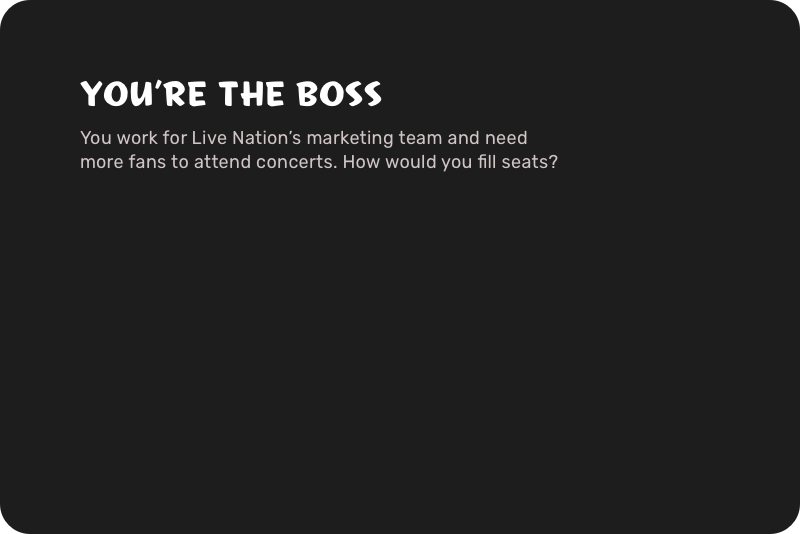 YOU'RE THE BOSS
You work for Live Nation's marketing team and need
more fans to attend concerts. How would you fill seats?